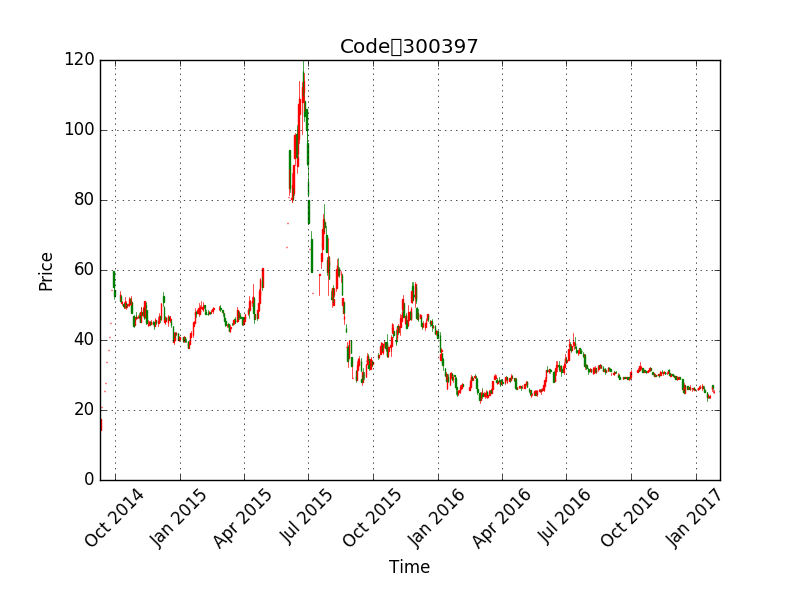 Code▯300397
120
100
80
60
40
20
0
Price
Oct 2014
Jan 2015
Apr 2015
Jul 2015
Oct 2015
Jan 2016
Apr 2016
Jul 2016
Oct 2016
Jan 2017
Time